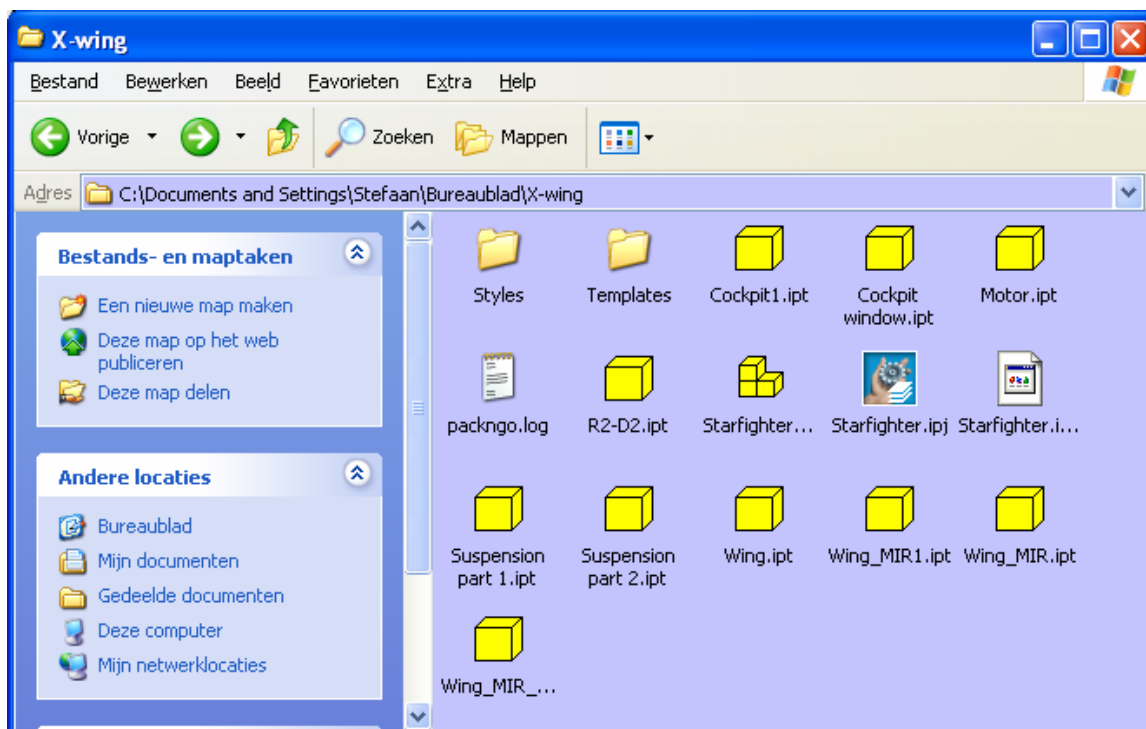 X-wing
Bestand Bewerken Beeld Favorieten Extra Help
Vorige Zoeken Mappen
Adres C:\Documents and Settings\Stefaan\Bureaublad\X-wing
Bestands- en maptaken
Een nieuwe map maken
Deze map op het web
publiceren
Deze map delen
Andere locaties
Bureaublad
Mijn documenten
Gedeelde documenten
Deze computer
Mijn netwerklocaties
Styles Templates Cockpit1.ipt Cockpit Motor.ipt
window.ipt
packngo.log R2-D2.ipt Starfighter... Starfighter.ipj Starfighter.i...
Suspension Suspension Wing.ipt Wing_MIR1.ipt Wing_MIR.ipt
part 1.ipt part 2.ipt
Wing_MIR_...